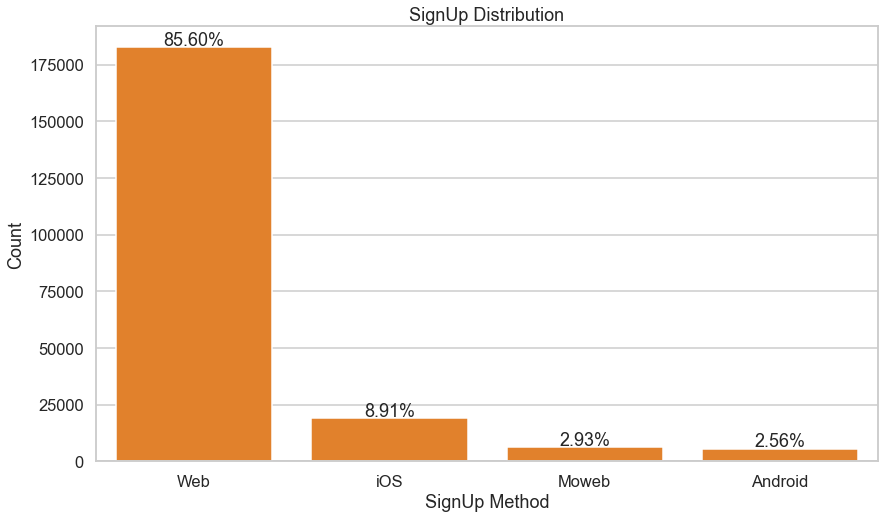 SignUp Distribution
85.60%
175000
150000
125000
100000
75000
50000
25000
0
Count
8.91%
2.93%
2.56%
Web
iOS
Moweb
Android
SignUp Method